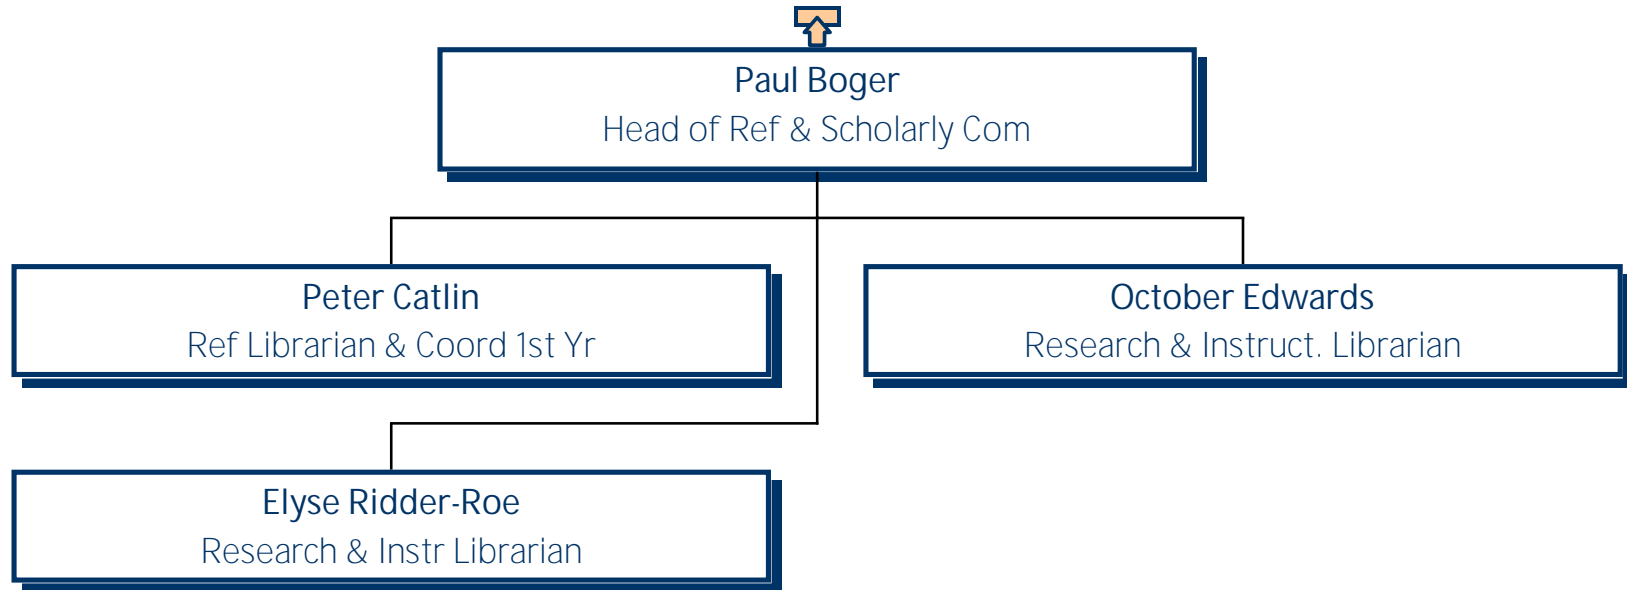 Paul Boger
Head of Ref & Scholarly Com
Peter Catlin
Ref Librarian & Coord 1st Yr
October Edwards
Research & Instruct. Librarian
Elyse Ridder-Roe
Research & Instr Librarian